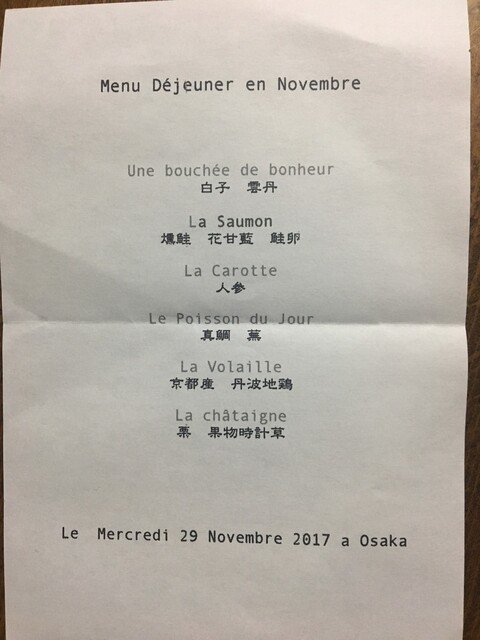 Menu Déjeuner en Novembre
Une bouchée de bonheur
白子　雲丹
La Saumon
燻鮭　花甘藍　鮭卵
La Carotte
人参
Le Poisson du Jour
真鯛　蕪
La Volaille
京都産　丹波地鶏
La châtaigne
栗　果物時計草
Le Mercredi 29 Novembre 2017 a Osaka